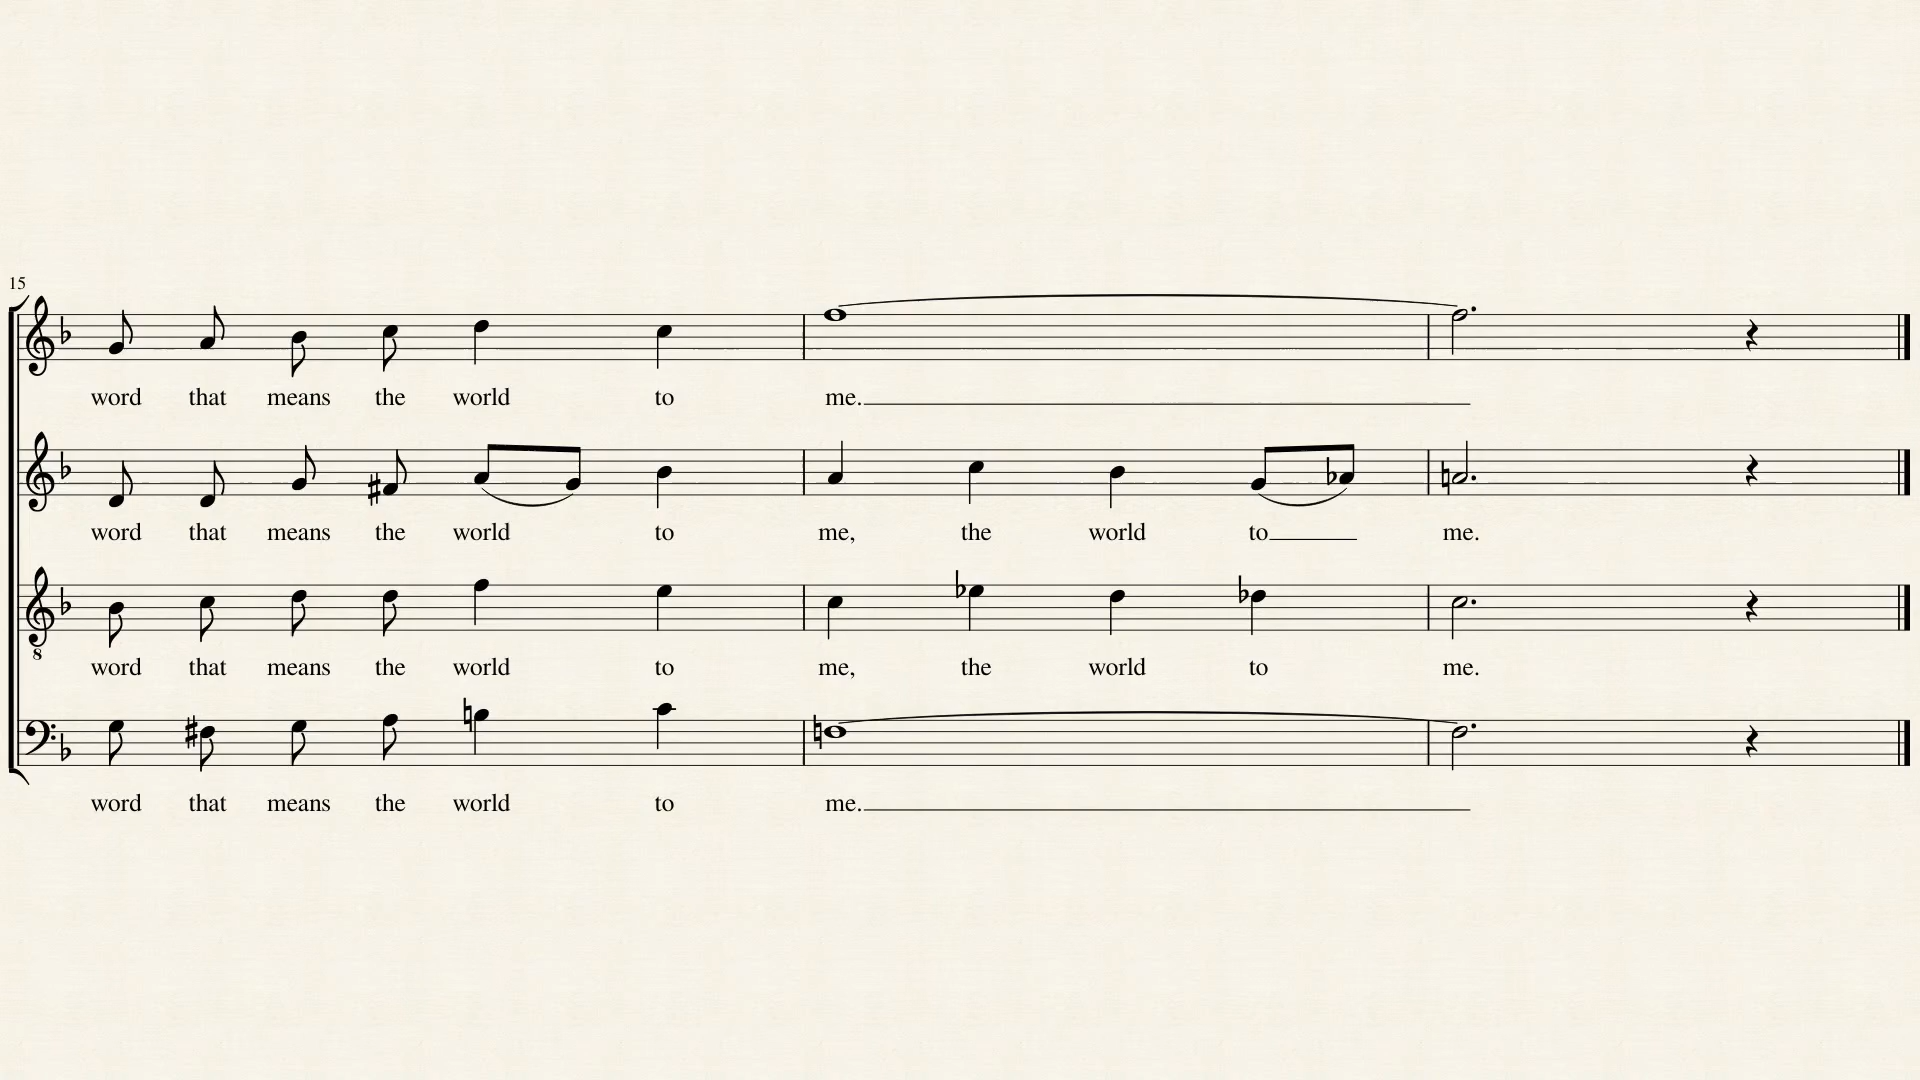 15
word that means the world to me.
word that means the world to me, the world to me.
8
word that means the world to me, the world to me.
word that means the world to me.